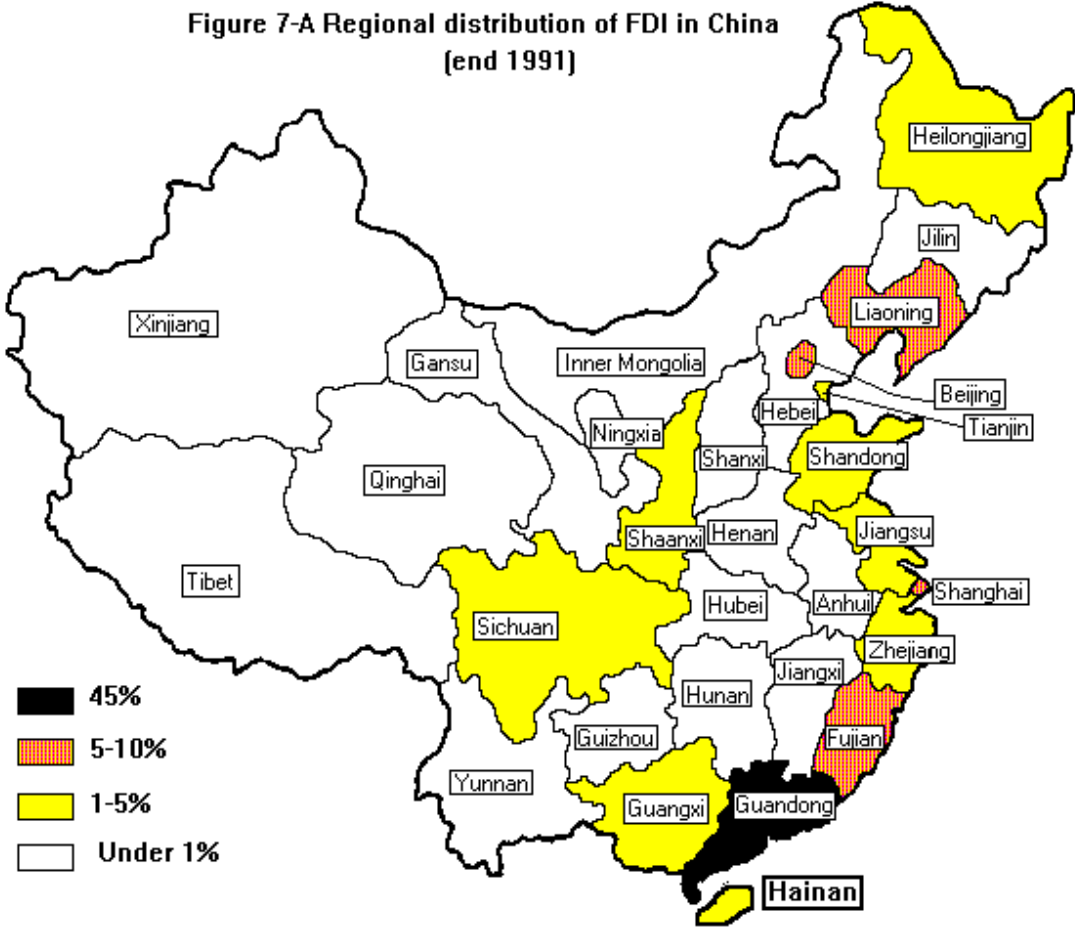 Figure 7-A Regional distribution of FDI in China
(end 1991)
Heilongjiang
Jilin
Liaoning
Xinjiang
Gansu
Inner Mongolia
Beijing
Hebei
Tianjin
Ningxia
Shanxi
Shandong
Qinghai
Shaanxi
Henan
Jiangsu
Tibet
Hubei
Anhui
Shanghai
Sichuan
Zhejiang
Jiangxi
Hunan
Guizhou
Fujian
Yunnan
Guangxi
Guandong
Hainan
45%
5-10%
1-5%
Under 1%